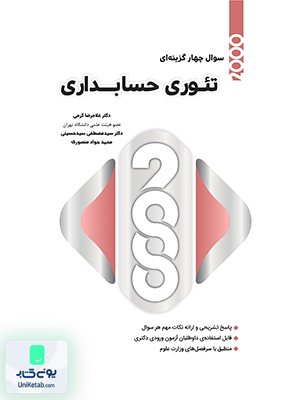 2000
سوال چهار گزینه‌ای
تئوری حسابداری
دکتر غلامرضا کرمی
عضو هیئت علمی دانشگاه تهران
دکتر سیدمصطفی سیدحسینی
مجید جواد منصوری
2000
پاسخ تشریحی و ارائه نکات مهم هر سوال
قابل استفاده‌ی داوطلبان آزمون ورودی دکتری
منطبق با سرفصل‌های وزارت علوم
یونی کتاب
UniKetab.com